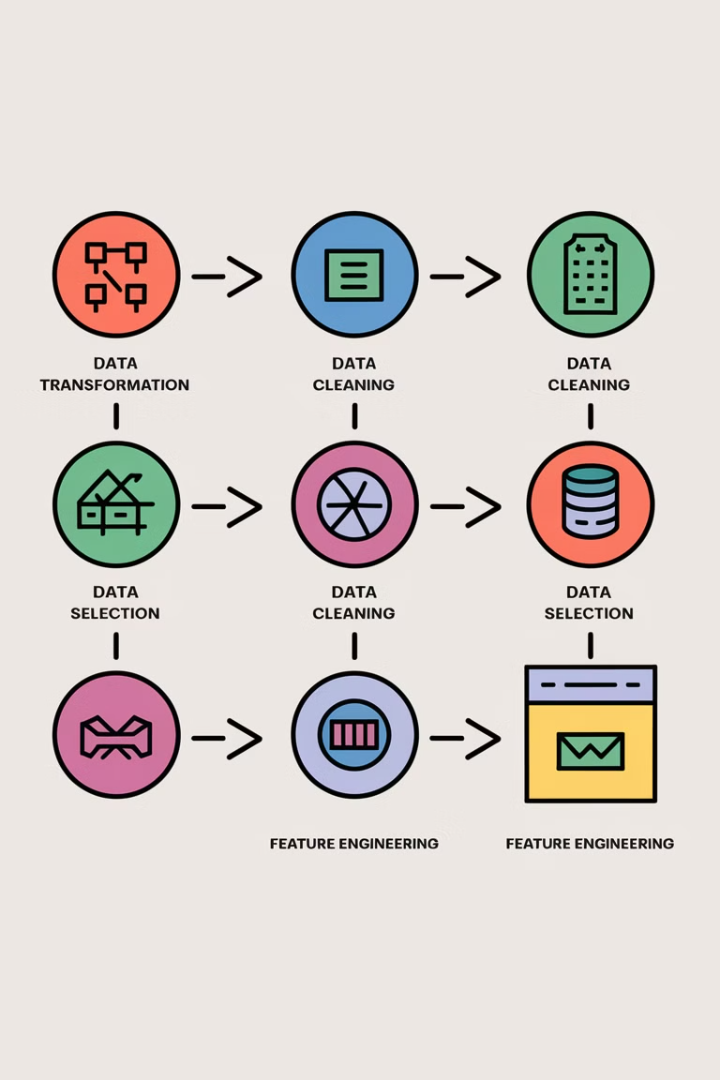 DATA
TRANSFORMATION
DATA
CLEANING
DATA
CLEANING
DATA
SELECTION
DATA
CLEANING
DATA
SELECTION
FEATURE ENGINEERING
FEATURE ENGINEERING